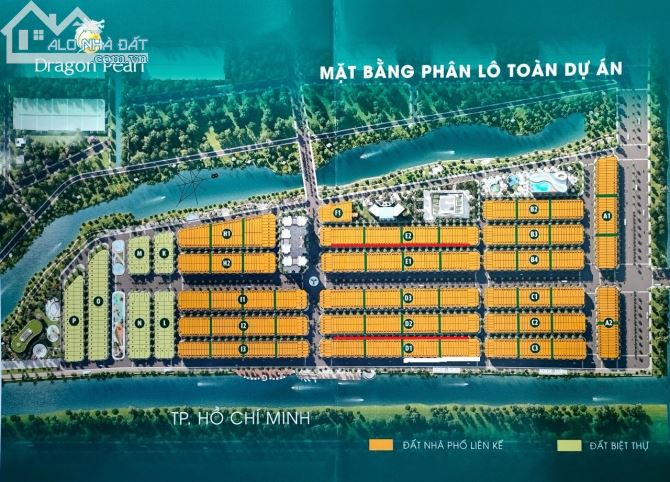 ALO NHÀ ĐẤT
.com.vn
Dragon Pearl
MẶT BẰNG PHÂN LÔ TOÀN DỰ ÁN
F1
B2
A1
H1
E2
B3
M
K
H2
E1
B4
O
P
I1
D3
C1
N
L
I2
D2
C2
A2
I3
D1
C3
TP. HỒ CHÍ MINH
ĐẤT NHÀ PHỐ LIÊN KẾ
ĐẤT BIỆT THỰ